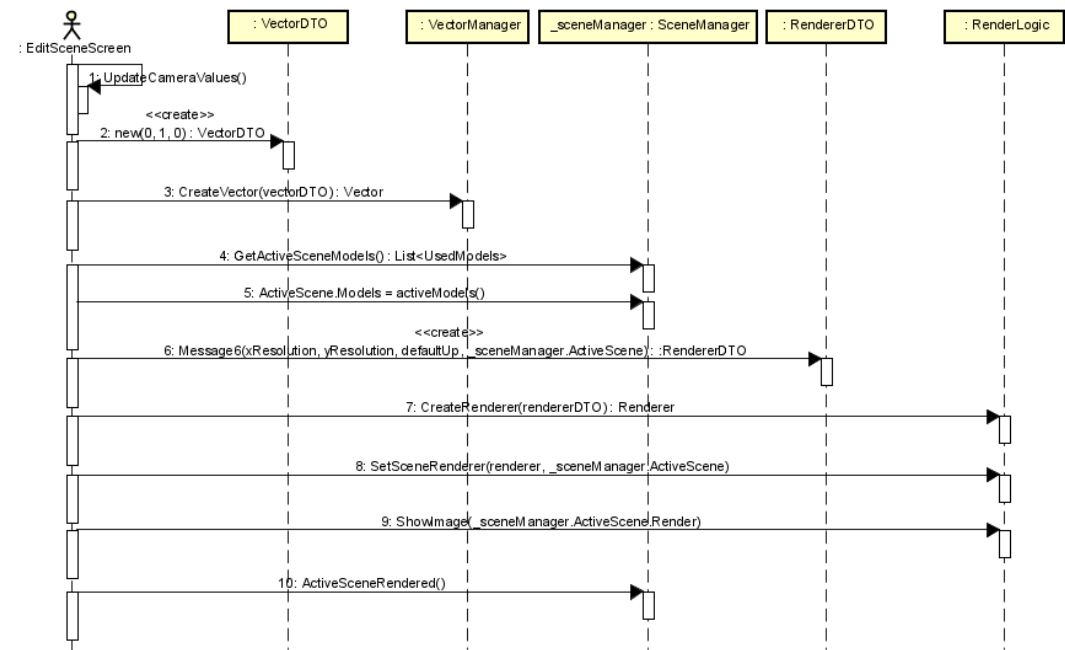 : EditSceneScreen
: VectorDTO
: VectorManager
_sceneManager : SceneManager
: RendererDTO
: RenderLogic
1: UpdateCameraValues()
<<create>>
2: new(0, 1, 0) : VectorDTO
3: CreateVector(vectorDTO) : Vector
4: GetActiveSceneModels() : List<UsedModels>
5: ActiveScene.Models = activeModels()
<<create>>
6: Message6(xResolution, yResolution, defaultUp, _sceneManager.ActiveScene) : :RendererDTO
7: CreateRenderer(rendererDTO) : Renderer
8: SetSceneRenderer(renderer, _sceneManager.ActiveScene)
9: ShowImage(_sceneManager.ActiveScene.Render)
10: ActiveSceneRendered()